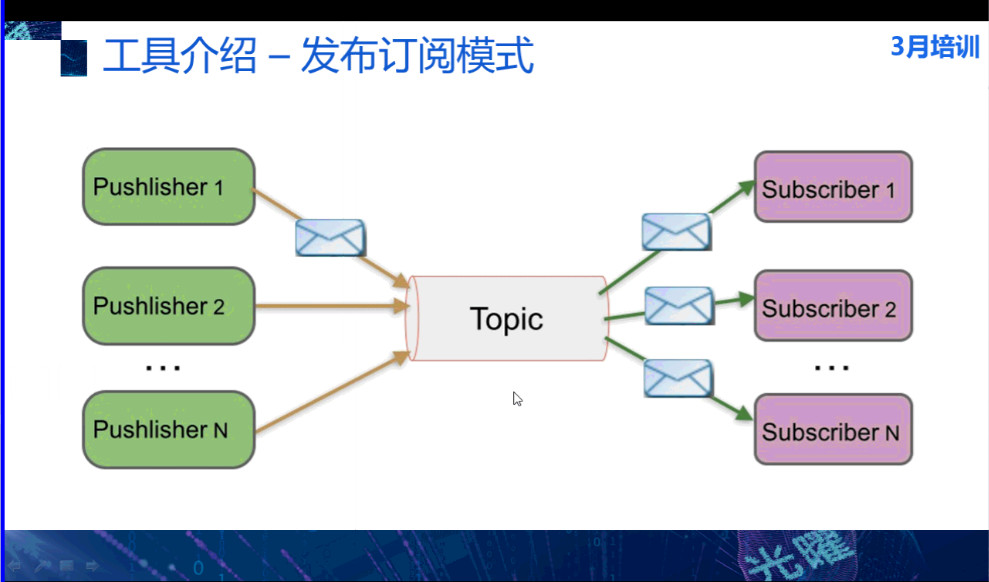 工具介绍 – 发布订阅模式
3月培训
Pushlisher 1
Pushlisher 2
...
Pushlisher N
Topic
Subscriber 1
Subscriber 2
...
Subscriber N
光曜